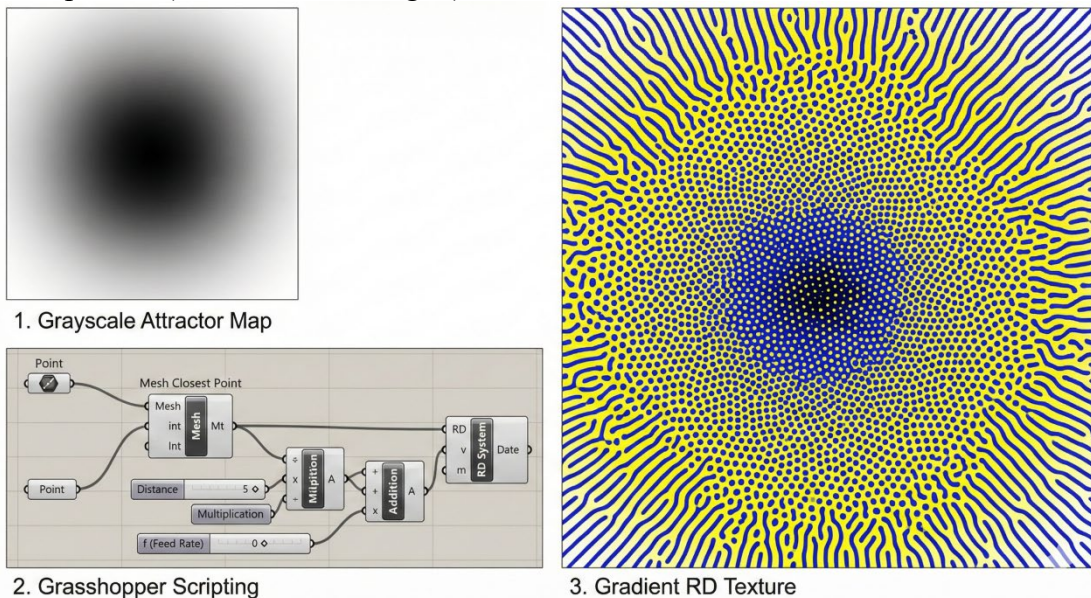 1. Grayscale Attractor Map
Point
Mesh Closest Point
Mesh
int
Int
Mesh
Mt
Point
Distance
5
Multiplication
f (Feed Rate)
0
÷
x
÷
Miipition
A
+
+
x
Addition
A
RD
v
m
RD System
Date
2. Grasshopper Scripting
3. Gradient RD Texture